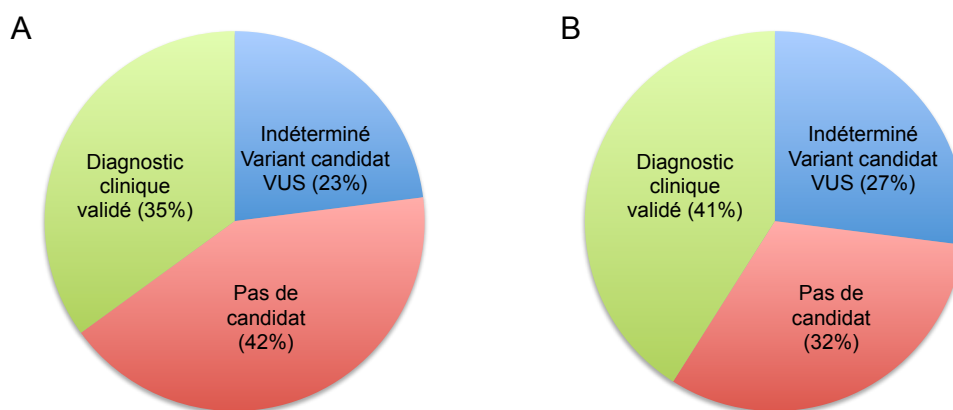 A
Indéterminé
Variant candidat
VUS (23%)
Diagnostic
clinique
validé (35%)
Pas de
candidat
(42%)
B
Indéterminé
Variant candidat
VUS (27%)
Diagnostic
clinique
validé (41%)
Pas de
candidat
(32%)